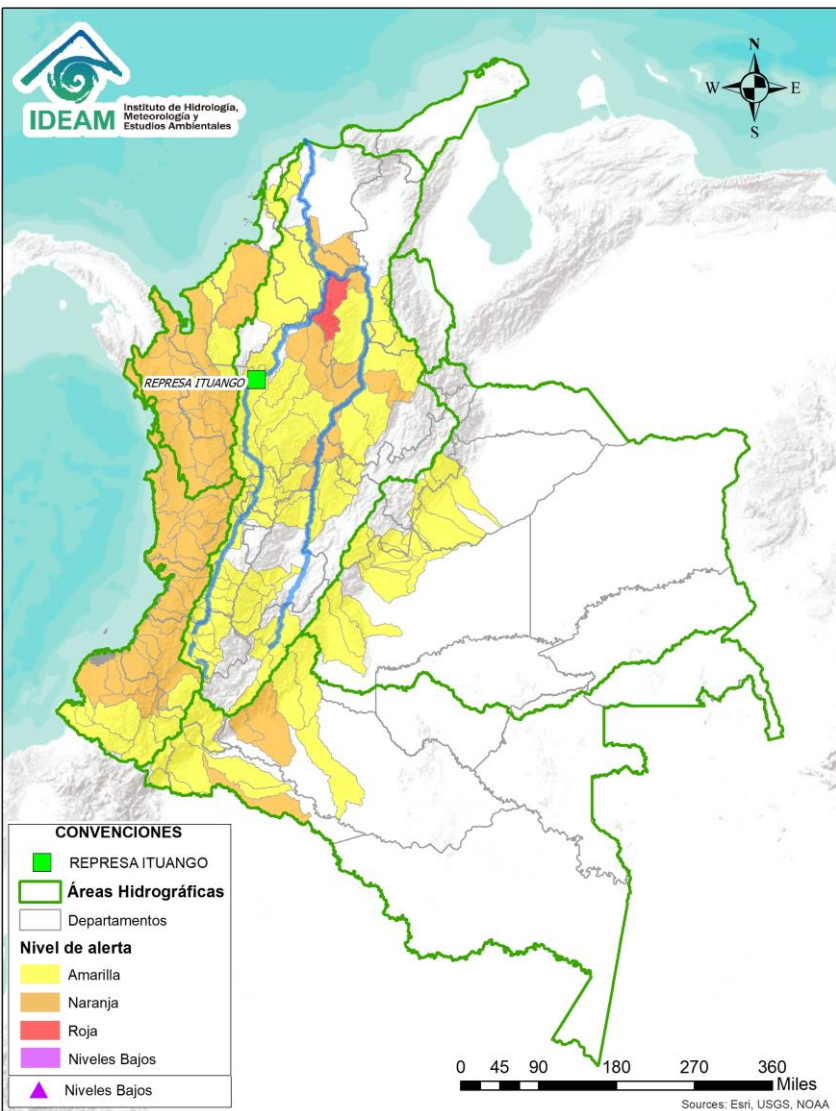 IDEAM
Instituto de Hidrología,
Meteorología y
Estudios Ambientales
N
W
E
S
REPRESA ITUANGO
CONVENCIONES
REPRESA ITUANGO
Áreas Hidrográficas
Departamentos
Nivel de alerta
Amarilla
Naranja
Roja
Niveles Bajos
Niveles Bajos
0 45 90 180 270 360
Miles
Sources: Esri, USGS, NOAA